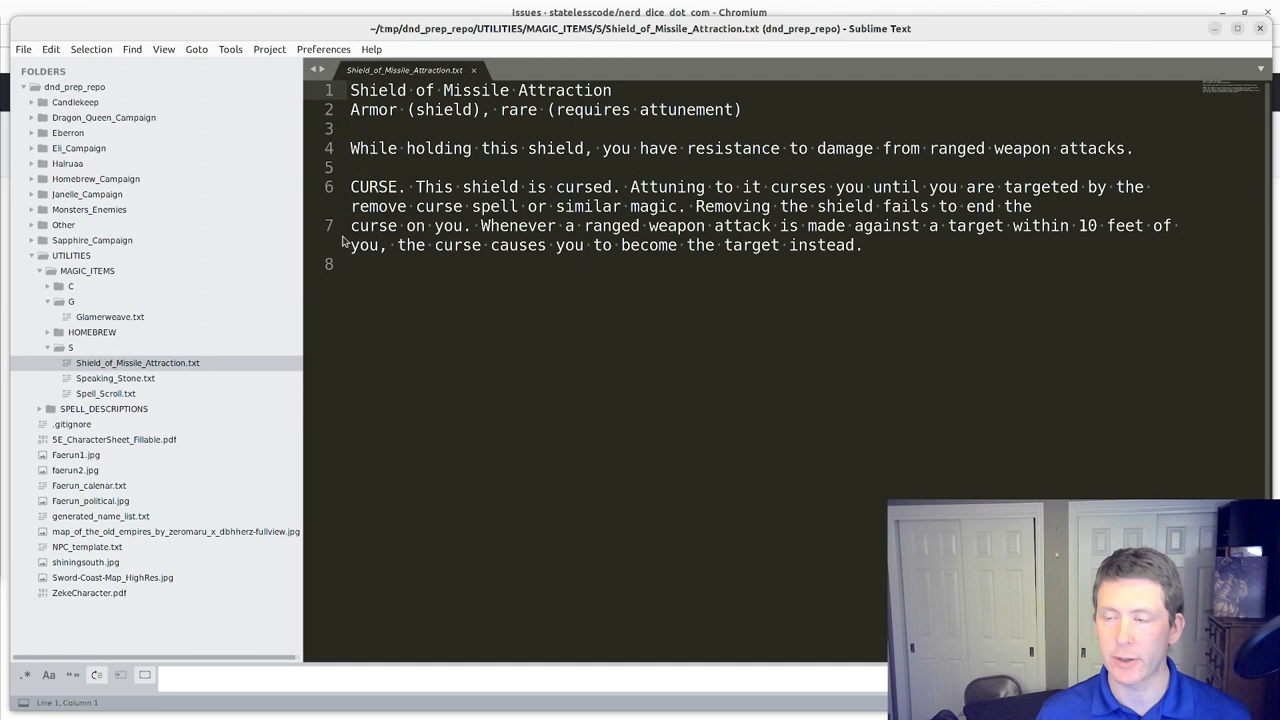 Issues · statelesscode/nerd_dice_dot_com - Chromium
~/tmp/dnd_prep_repo/UTILITIES/MAGIC_ITEMS/S/Shield_of_Missile_Attraction.txt (dnd_prep_repo) - Sublime Text
File Edit Selection Find View Goto Tools Project Preferences Help
FOLDERS
dnd_prep_repo
Candlekeep
Dragon_Queen_Campaign
Eberron
Eli_Campaign
Halruaa
Homebrew_Campaign
Janelle_Campaign
Monsters_Enemies
Other
Sapphire_Campaign
UTILITIES
MAGIC_ITEMS
C
G
Glamerweave.txt
HOMEBREW
S
Shield_of_Missile_Attraction.txt
Speaking_Stone.txt
Spell_Scroll.txt
SPELL_DESCRIPTIONS
.gitignore
5E_CharacterSheet_Fillable.pdf
Faerun1.jpg
faerun2.jpg
Faerun_calenar.txt
Faerun_political.jpg
generated_name_list.txt
map_of_the_old_empires_by_zeromaru_x_dbhherz-fullview.jpg
NPC_template.txt
shiningsouth.jpg
Sword-Coast-Map_HighRes.jpg
ZekeCharacter.pdf
Shield_of_Missile_Attraction.txt
1 Shield of Missile Attraction
2 Armor (shield), rare (requires attunement)
3
4 While holding this shield, you have resistance to damage from ranged weapon attacks.
5
6 CURSE. This shield is cursed. Attuning to it curses you until you are targeted by the
remove curse spell or similar magic. Removing the shield fails to end the
7 curse on you. Whenever a ranged weapon attack is made against a target within 10 feet of
you, the curse causes you to become the target instead.
8
.* Aa “”
Line 1, Column 1